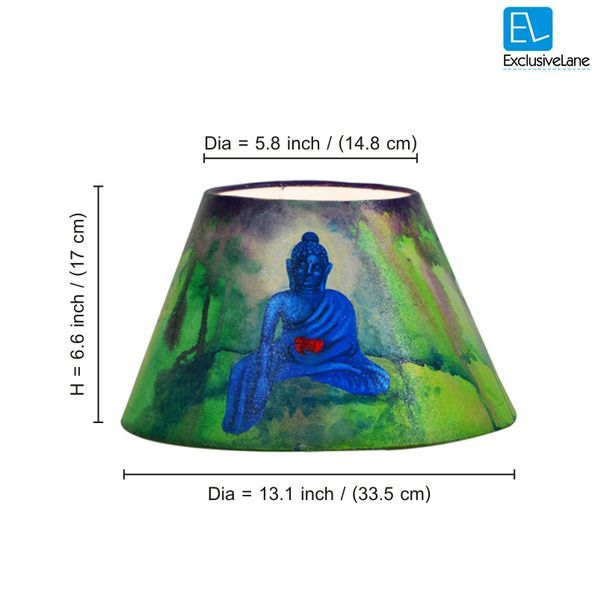 EL
ExclusiveLane
Dia = 5.8 inch / (14.8 cm)
H = 6.6 inch / (17 cm)
Dia = 13.1 inch / (33.5 cm)